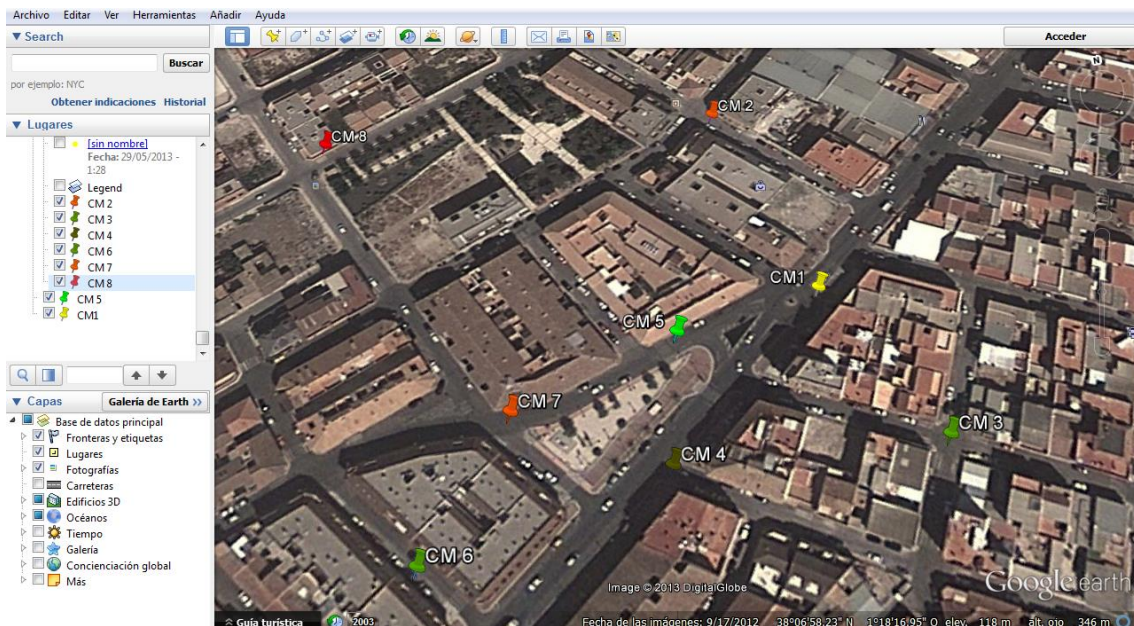 Archivo Editar Ver Herramientas Añadir Ayuda
Search
Buscar
por ejemplo: NYC
Obtener indicaciones Historial
Lugares
[sin nombre]
Fecha: 29/05/2013 -
1:28
Legend
CM 2
CM 3
CM 4
CM 6
CM 7
CM 8
CM 5
CM1
Capas
Galería de Earth >>
Base de datos principal
Fronteras y etiquetas
Lugares
Fotografías
Carreteras
Edificios 3D
Océanos
Tiempo
Galería
Concienciación global
Más
Acceder
N
CM 2
CM 8
CM1
CM 5
CM 7
CM 3
CM 4
CM 6
Image © 2013 DigitalGlobe
Google earth
Guía turística 2003 Fecha de las imágenes: 9/17/2012 38°06'58.23" N 1°18'16.95" O elev. 118 m alt. ojo 346 m